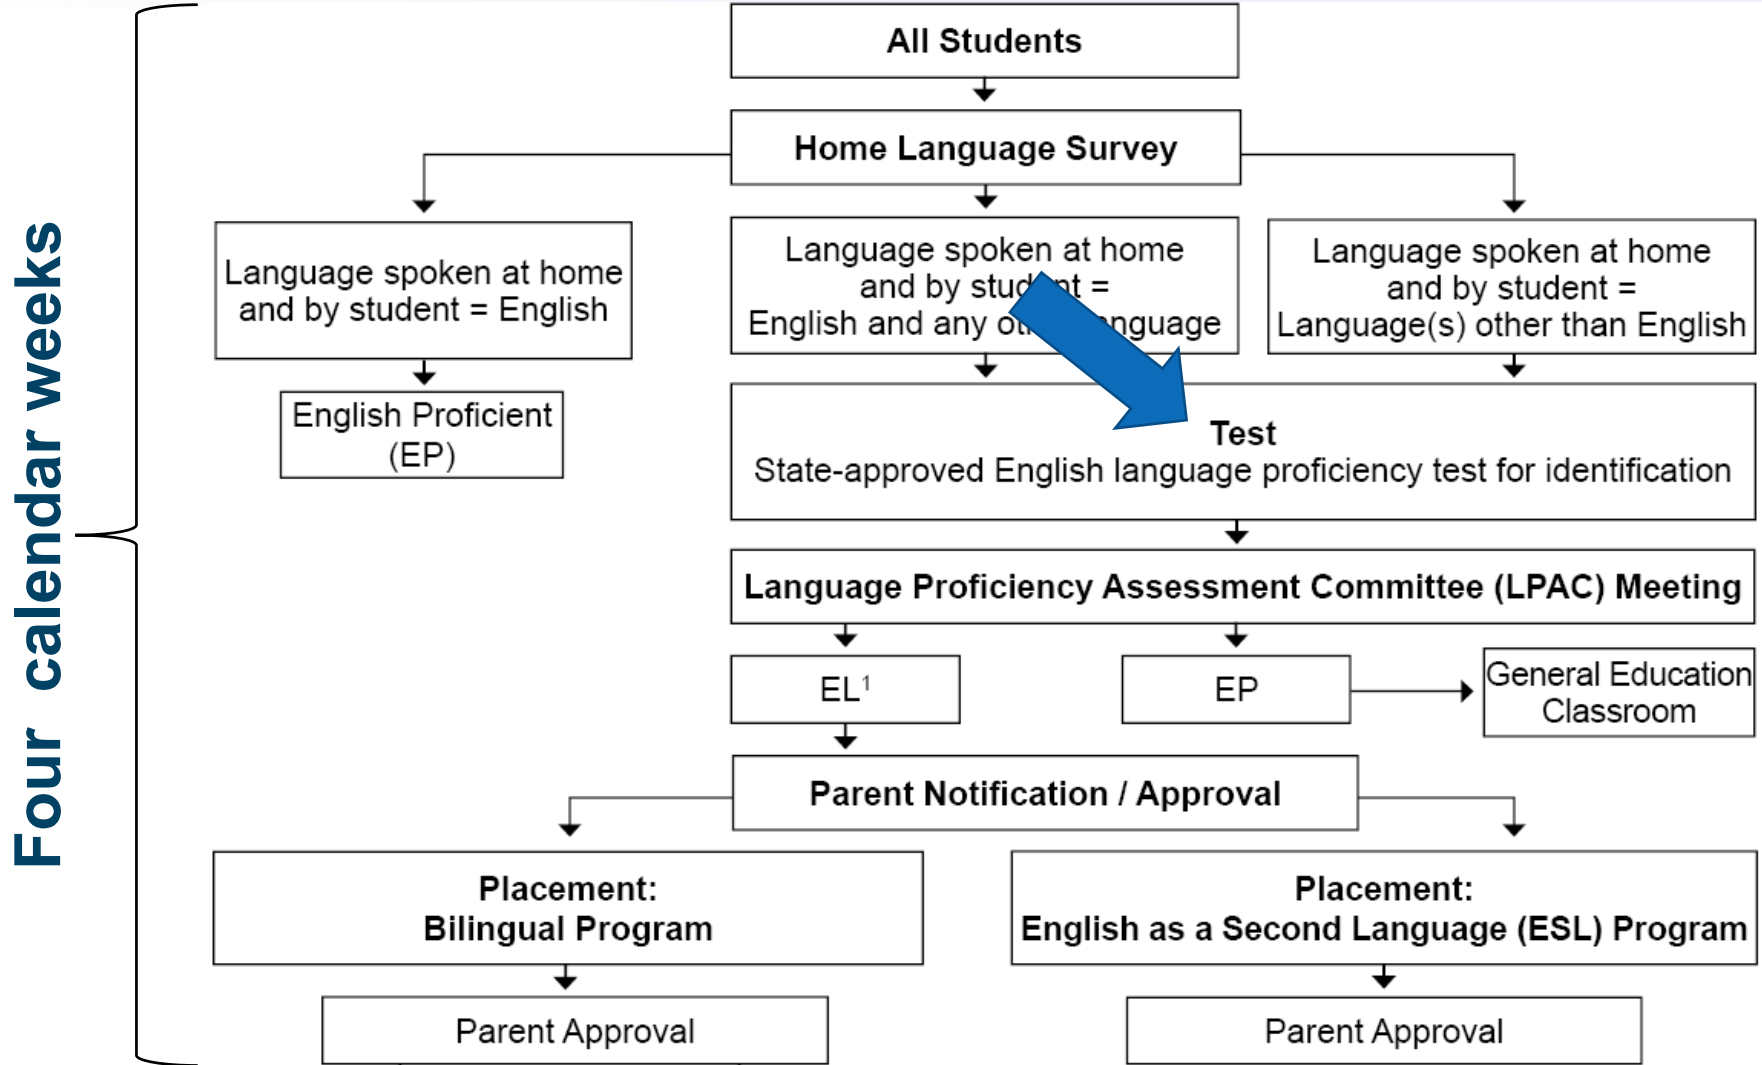 Four calendar weeks
All Students
Home Language Survey
Language spoken at home
and by student = English
Language spoken at home
and by =
English and any
Language spoken at home
and by student =
Language(s) other than English
English Proficient
(EP)
Test
State-approved English language proficiency test for identification
Language Proficiency Assessment Committee (LPAC) Meeting
EL¹
EP
General Education
Classroom
Parent Notification / Approval
Placement:
Bilingual Program
Placement:
English as a Second Language (ESL) Program
Parent Approval
Parent Approval